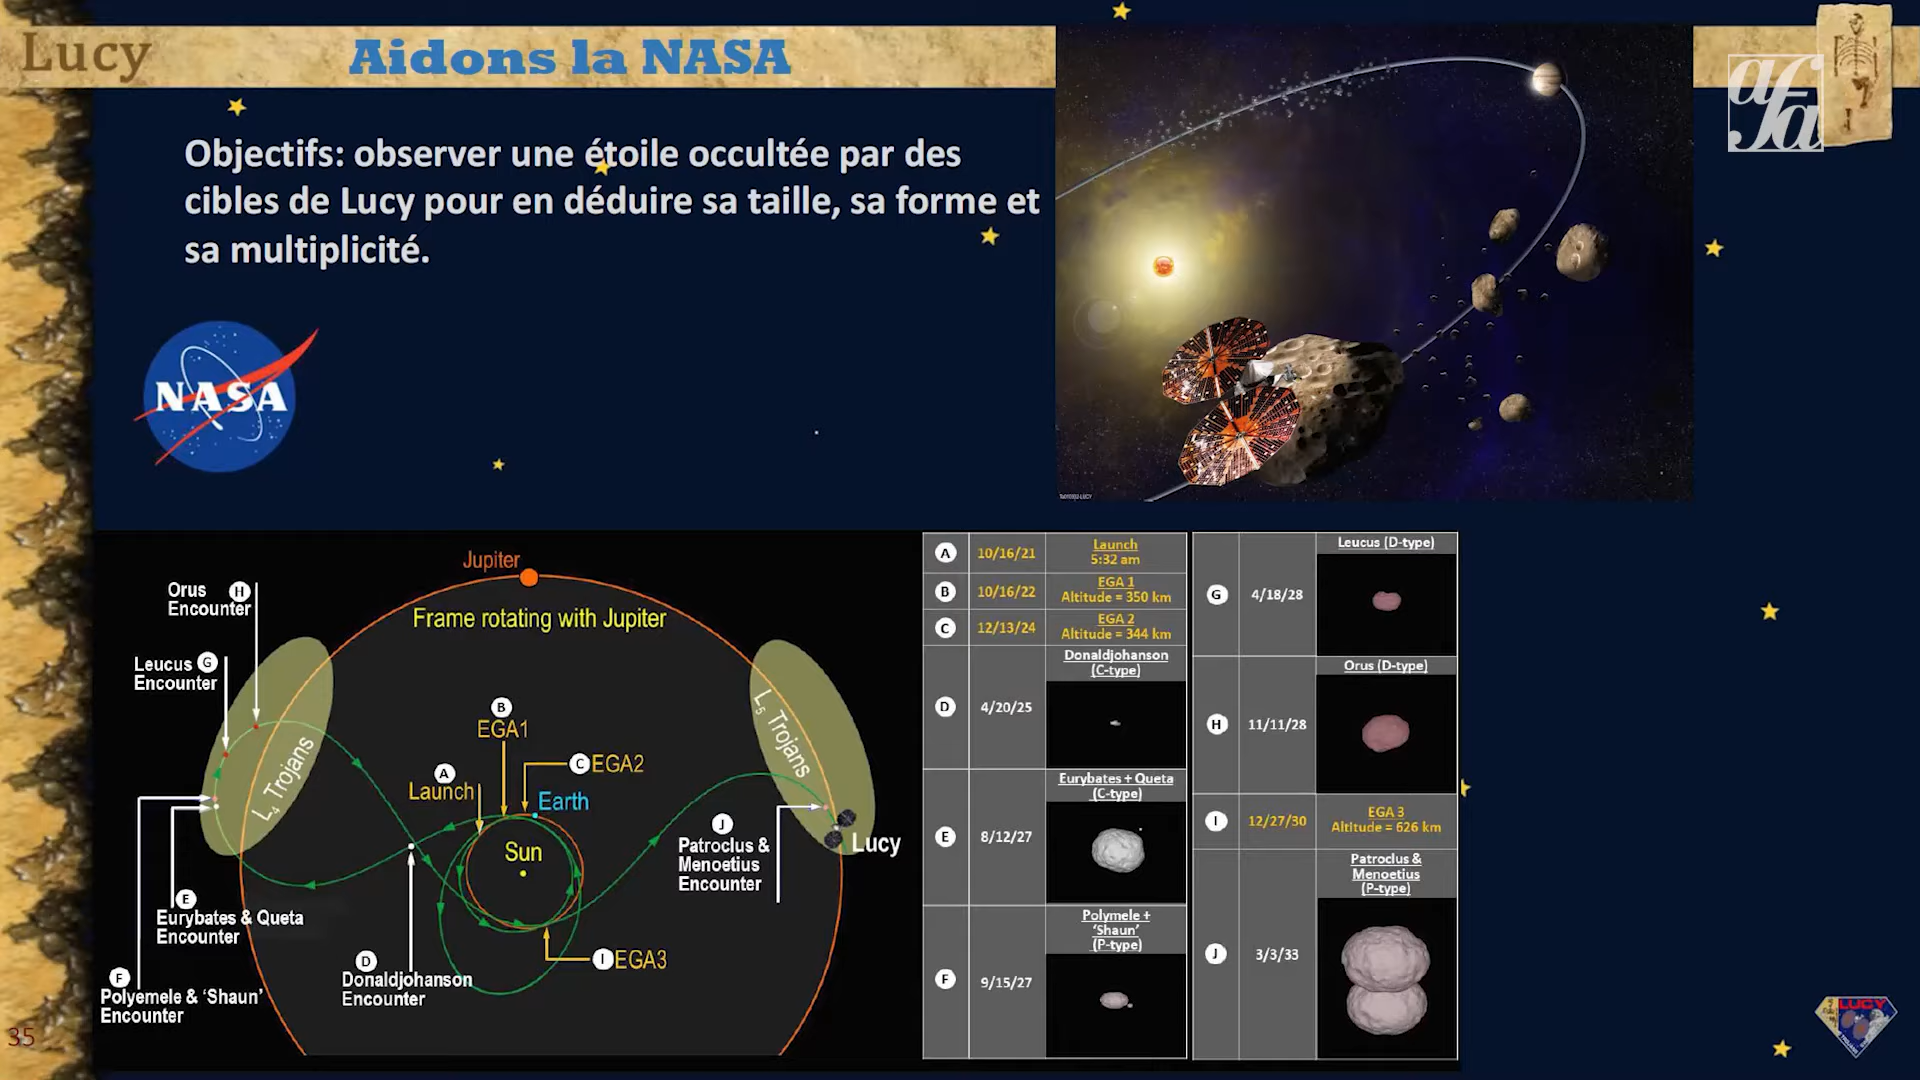 Lucy
Aidons la NASA
afa
Objectifs: observer une étoile occultée par des
cibles de Lucy pour en déduire sa taille, sa forme et
sa multiplicité.
NASA
Jupiter
Frame rotating with Jupiter
Orus H
Encounter
Leucus G
Encounter
L4 Trojans
L5 Trojans
B
EGA1
A
Launch
C EGA2
Earth
Sun
J
Patroclus &
Menoetius
Encounter
Lucy
E
Eurybates & Queta
Encounter
D
Donaldjohanson
Encounter
I EGA3
F
Polyemele & ‘Shaun’
Encounter
A 10/16/21 Launch
5:32 am
B 10/16/22 EGA 1
Altitude = 350 km
C 12/13/24 EGA 2
Altitude = 344 km
D 4/20/25 Donaldjohanson
(C-type)
E 8/12/27 Eurybates + Queta
(C-type)
F 9/15/27 Polymele +
‘Shaun’
(P-type)
G 4/18/28 Leucus (D-type)
H 11/11/28 Orus (D-type)
I 12/27/30 EGA 3
Altitude = 626 km
J 3/3/33 Patroclus &
Menoetius
(P-type)
35
LUCY